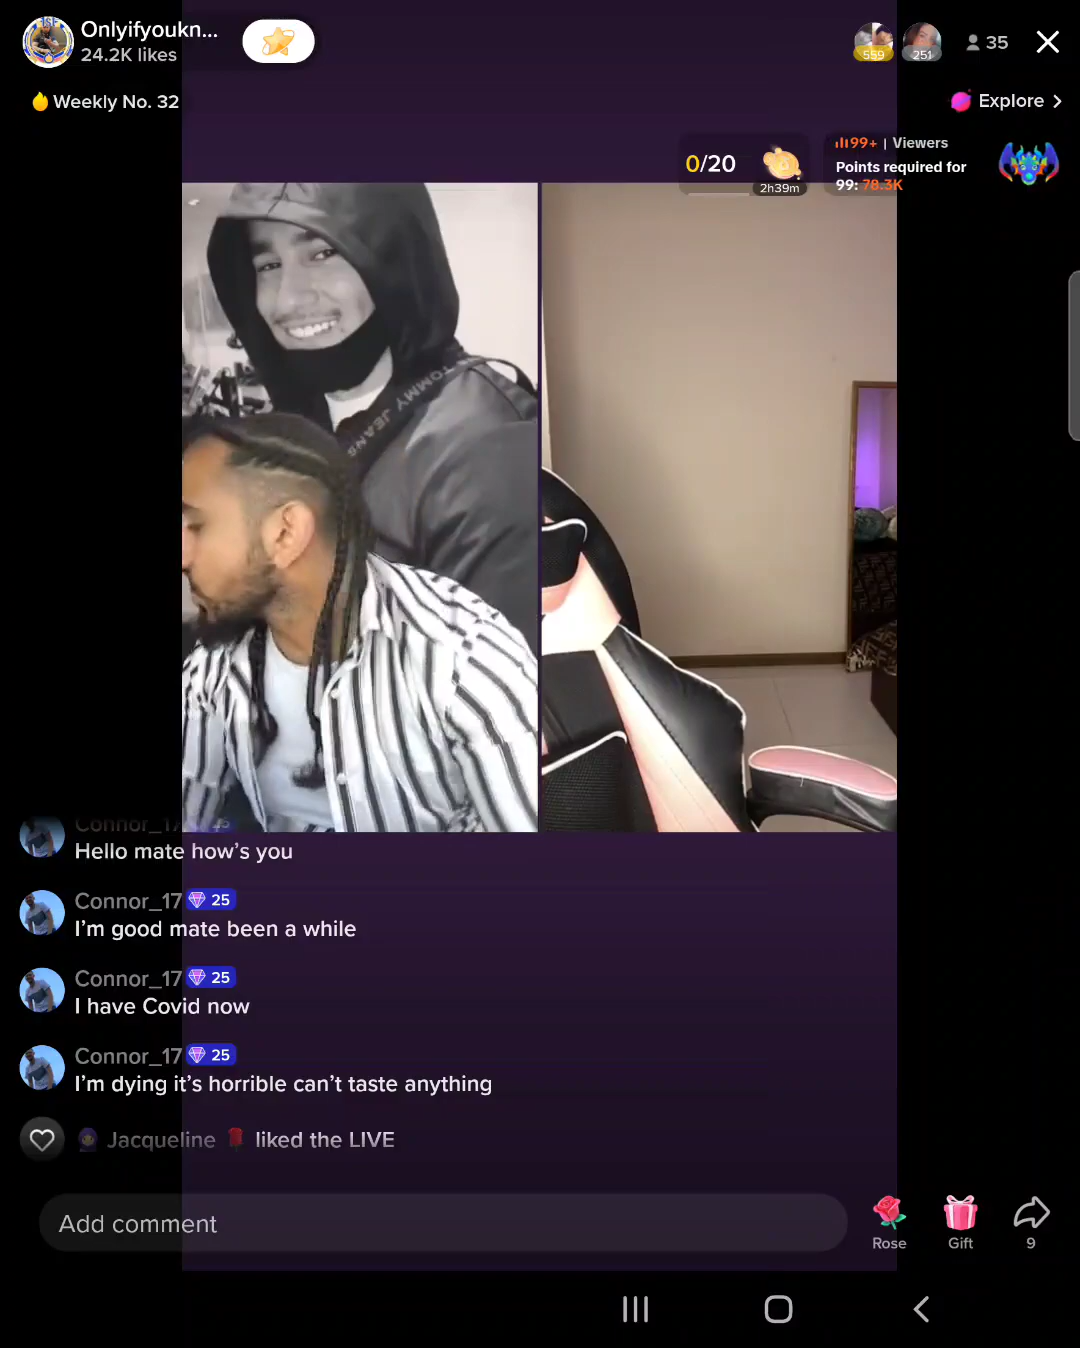 Onlyifyoukn...
24.2K likes
559
251
35
Weekly No. 32
Explore
0/20
2h39m
99+ | Viewers
Points required for
99: 78.3K
TOMMY JEANS
Connor_17 25
Hello mate how's you
Connor_17 25
I'm good mate been a while
Connor_17 25
I have Covid now
Connor_17 25
I'm dying it's horrible can't taste anything
Jacqueline liked the LIVE
Add comment
Rose
Gift
9